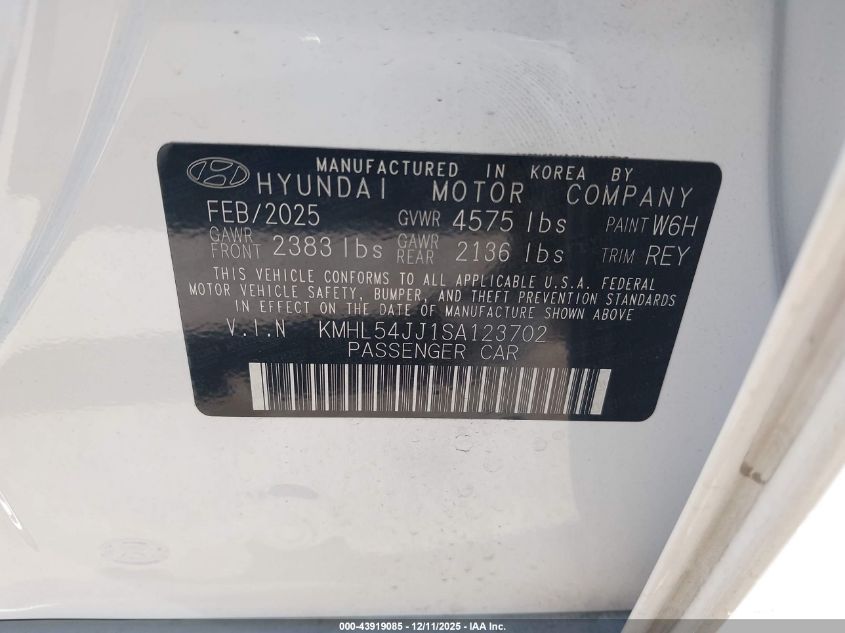 MANUFACTURED IN KOREA BY
HYUNDAI MOTOR COMPANY
FEB/2025 GVWR 4575 lbs PAINT W6H
GAWR FRONT 2383 lbs GAWR REAR 2136 lbs TRIM REY
THIS VEHICLE CONFORMS TO ALL APPLICABLE U.S.A. FEDERAL
MOTOR VEHICLE SAFETY, BUMPER, AND THEFT PREVENTION STANDARDS
IN EFFECT ON THE DATE OF MANUFACTURE SHOWN ABOVE
V.I.N KMHL54JJ1SA123702
PASSENGER CAR
000-43919085 - 12/11/2025 - IAA Inc.